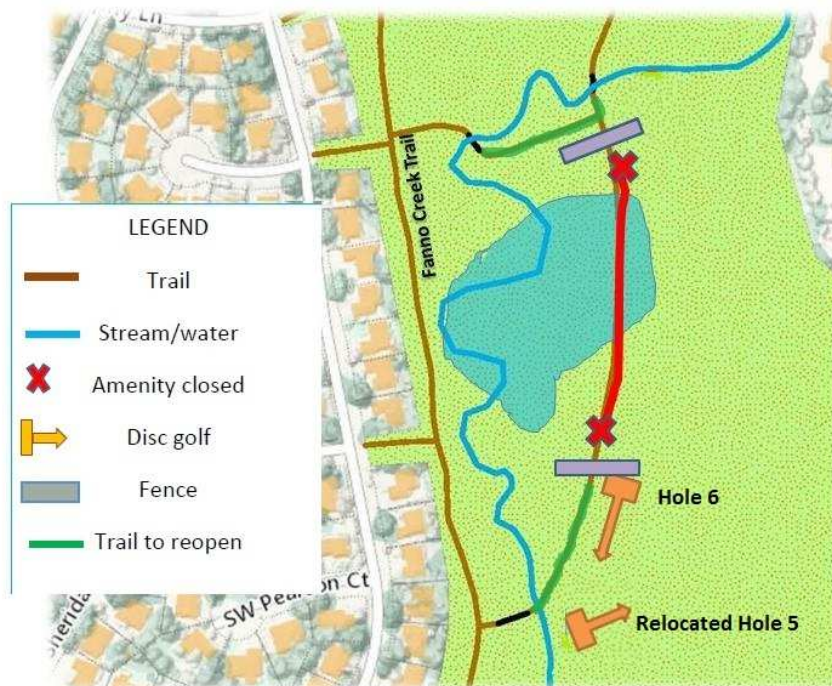 Ln
LEGEND
Trail
Stream/water
Amenity closed
Disc golf
Fence
Trail to reopen
Fanno Creek Trail
Hole 6
Relocated Hole 5
SW Pearson Ct